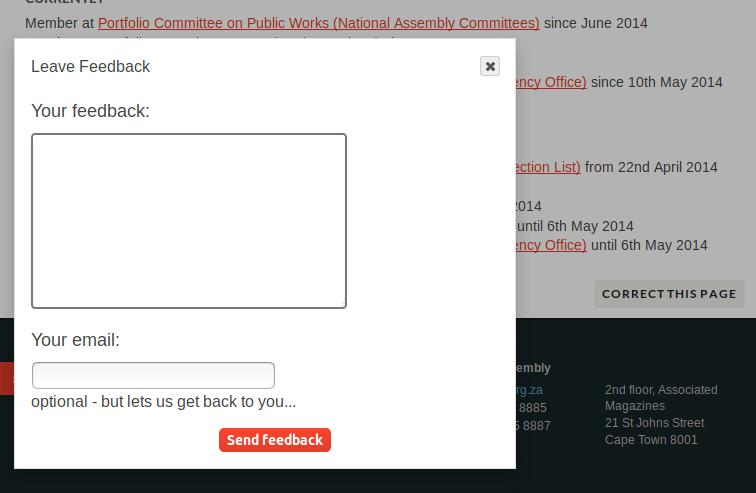 Member at Portfolio Committee on Public Works (National Assembly Committees) since June 2014
Leave Feedback
ency Office) since 10th May 2014
Your feedback:
ection List) from 22nd April 2014
2014
until 6th May 2014
ency Office) until 6th May 2014
CORRECT THIS PAGE
Your email:
optional - but lets us get back to you...
Send feedback
embly
rg.za
8885
8887
2nd floor, Associated
Magazines
21 St Johns Street
Cape Town 8001